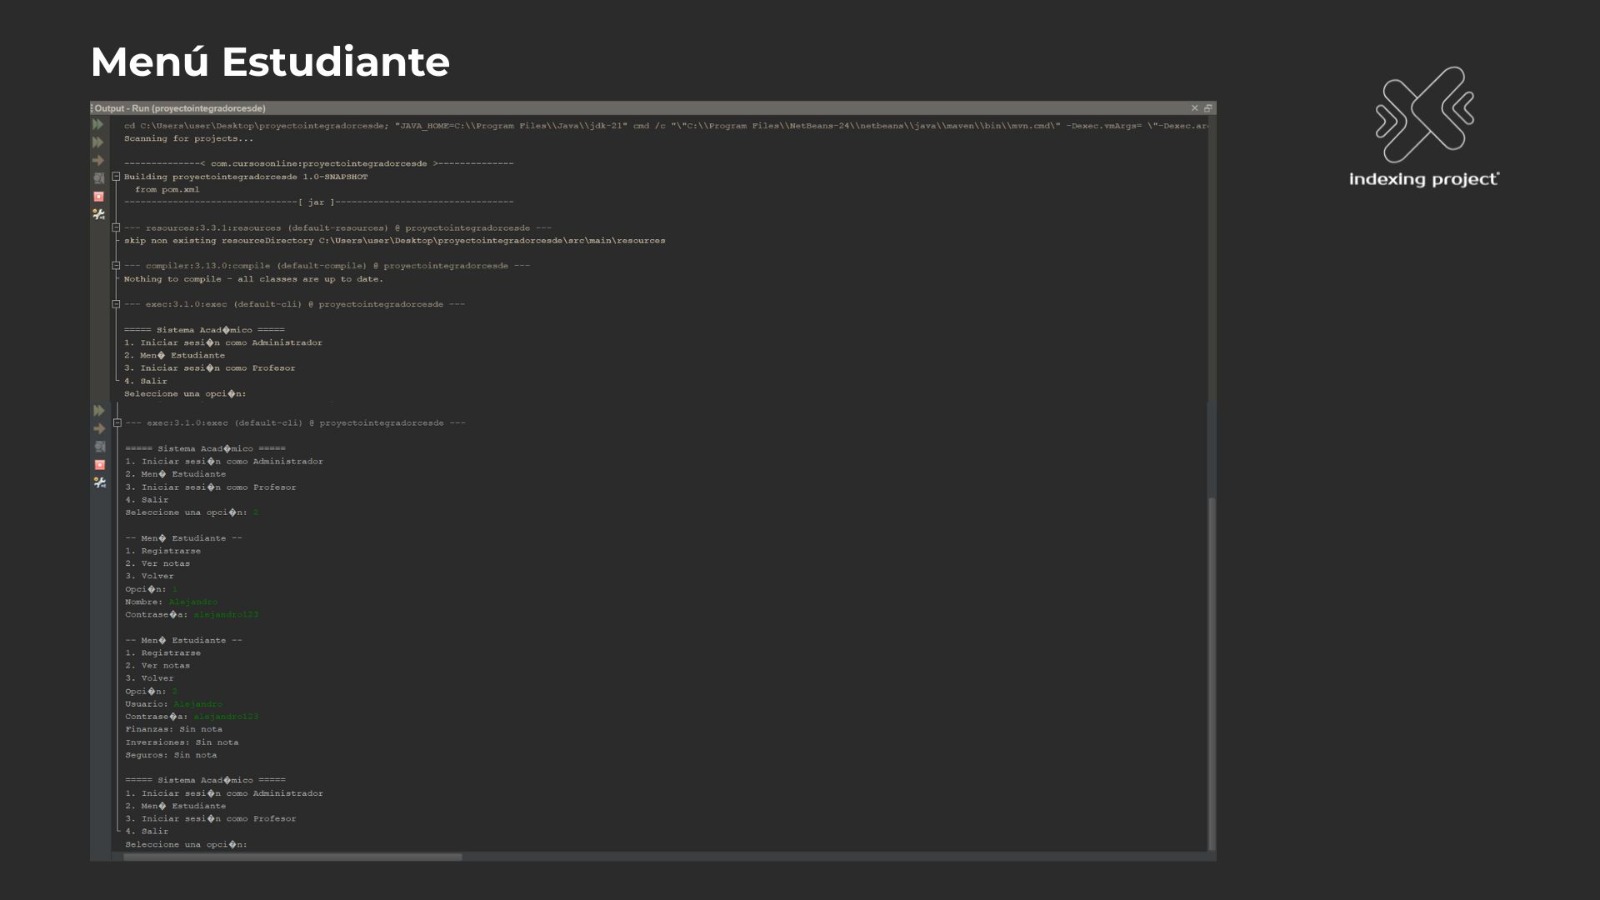 Menú Estudiante
Output - Run (proyectointegradorcesde)
cd C:\Users\user\Desktop\proyectointegradorcesde; "JAVA_HOME=C:\\Program Files\\Java\\jdk-21" cmd /c "\"C:\\Program Files\\NetBeans-24\\netbeans\\java\\maven\\bin\\mvn.cmd\" -Dexec.vmArgs= \"-Dexec.ar
Scanning for projects...
--------------< com.cursosonline:proyectointegradorcesde >--------------
Building proyectointegradorcesde 1.0-SNAPSHOT
from pom.xml
--------------------------------[ jar ]---------------------------------
--- resources:3.3.1:resources (default-resources) @ proyectointegradorcesde ---
skip non existing resourceDirectory C:\Users\user\Desktop\proyectointegradorcesde\src\main\resources
--- compiler:3.13.0:compile (default-compile) @ proyectointegradorcesde ---
Nothing to compile - all classes are up to date.
--- exec:3.1.0:exec (default-cli) @ proyectointegradorcesde ---
===== Sistema Acad�mico =====
1. Iniciar sesi�n como Administrador
2. Men� Estudiante
3. Iniciar sesi�n como Profesor
4. Salir
Seleccione una opci�n:
--- exec:3.1.0:exec (default-cli) @ proyectointegradorcesde ---
===== Sistema Acad�mico =====
1. Iniciar sesi�n como Administrador
2. Men� Estudiante
3. Iniciar sesi�n como Profesor
4. Salir
Seleccione una opci�n: 2
-- Men� Estudiante --
1. Registrarse
2. Ver notas
3. Volver
Opci�n: 1
Nombre: Alejandro
Contrase�a: alejandro123
-- Men� Estudiante --
1. Registrarse
2. Ver notas
3. Volver
Opci�n:
Usuario: Alejandro
Contrase�a: alejandro123
Finanzas: Sin nota
Inversiones: Sin nota
Seguros: Sin nota
===== Sistema Acad�mico =====
1. Iniciar sesi�n como Administrador
2. Men� Estudiante
3. Iniciar sesi�n como Profesor
4. Salir
Seleccione una opci�n:
indexing project